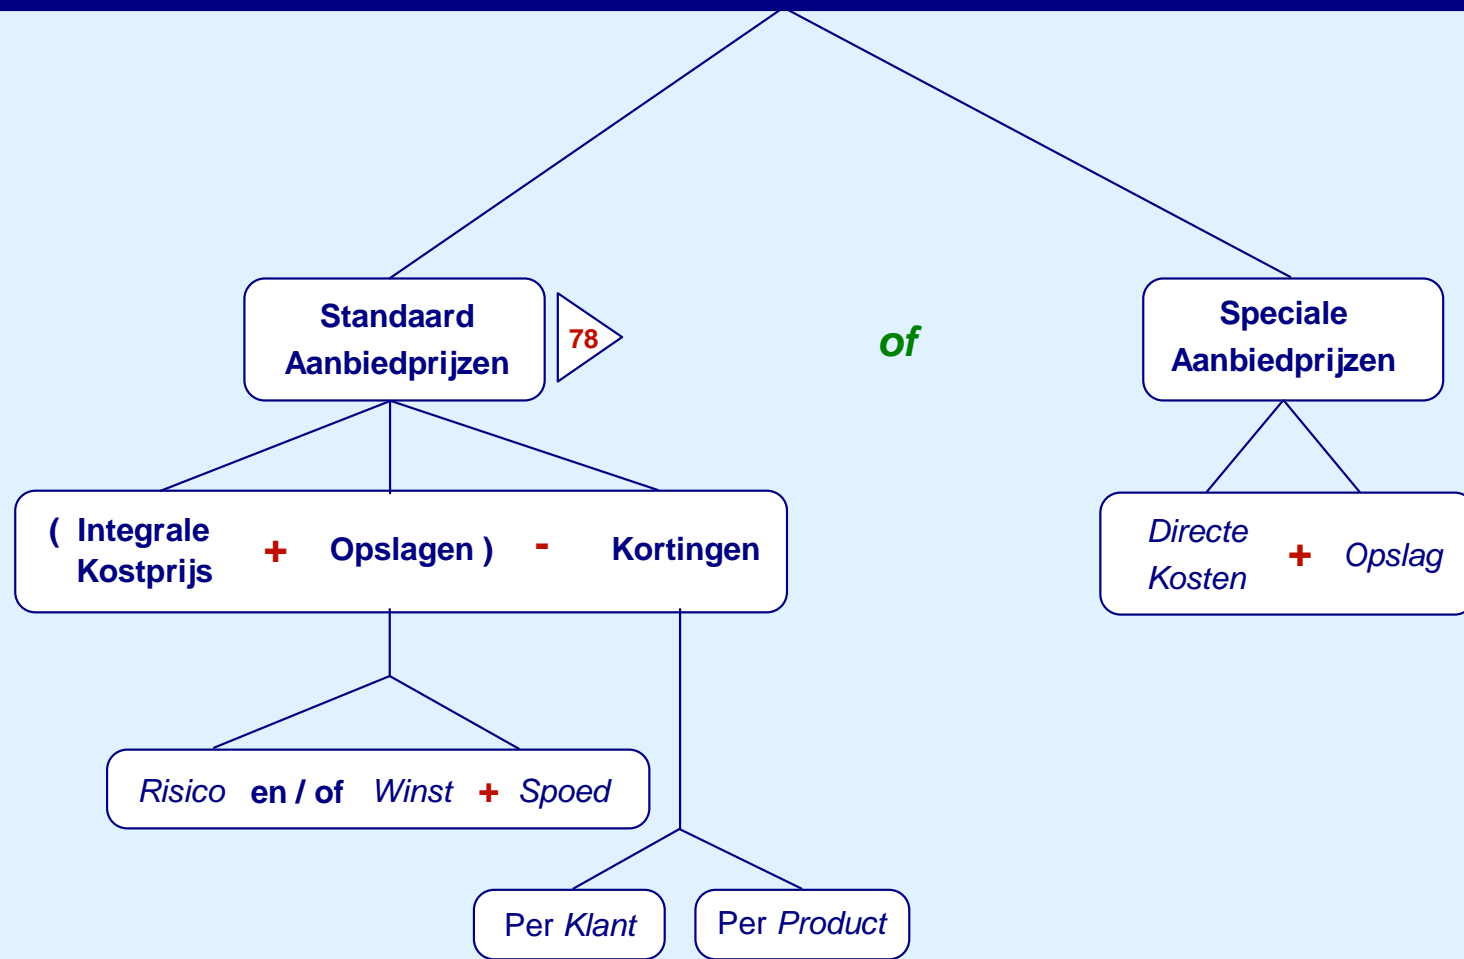 Standaard
Aanbiedprijzen
78
of
Speciale
Aanbiedprijzen
( Integrale
Kostprijs
+ Opslagen ) - Kortingen
Directe
Kosten
+ Opslag
Risico en / of Winst + Spoed
Per Klant
Per Product